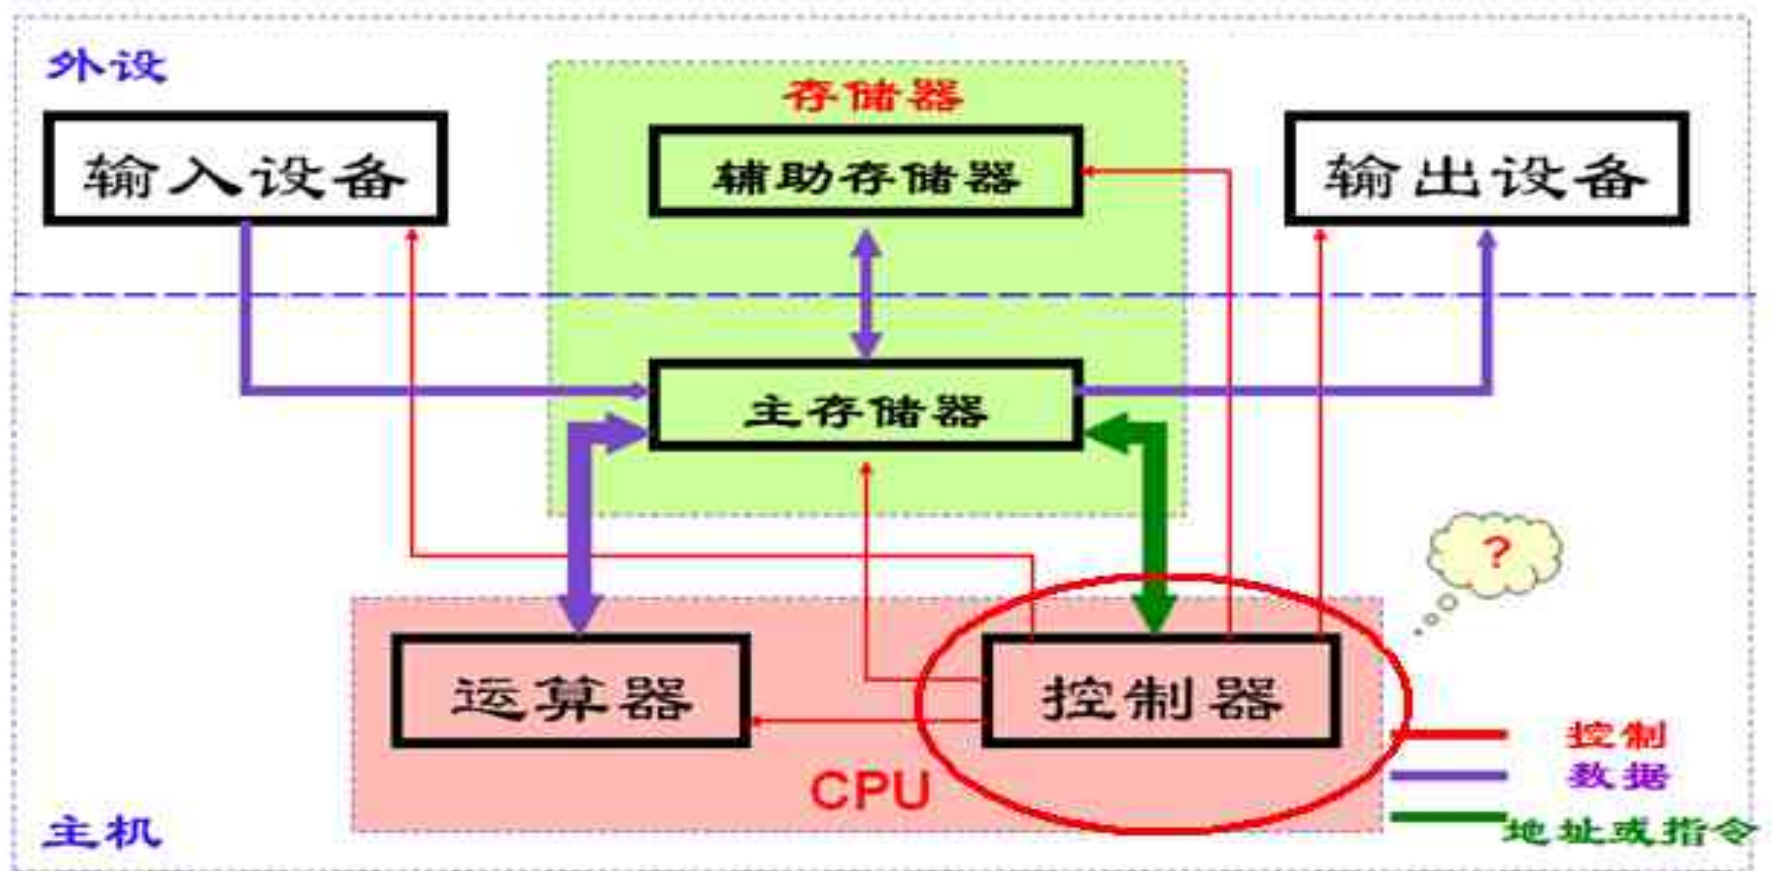 外设
存储器
输入设备
辅助存储器
输出设备
主存储器
?
运算器
控制器
控制
数据
CPU
地址或指令
主机